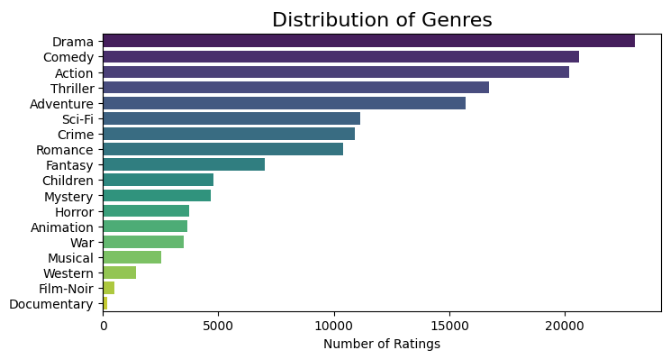 Distribution of Genres
Drama
Comedy
Action
Thriller
Adventure
Sci-Fi
Crime
Romance
Fantasy
Children
Mystery
Horror
Animation
War
Musical
Western
Film-Noir
Documentary
0 5000 10000 15000 20000
Number of Ratings